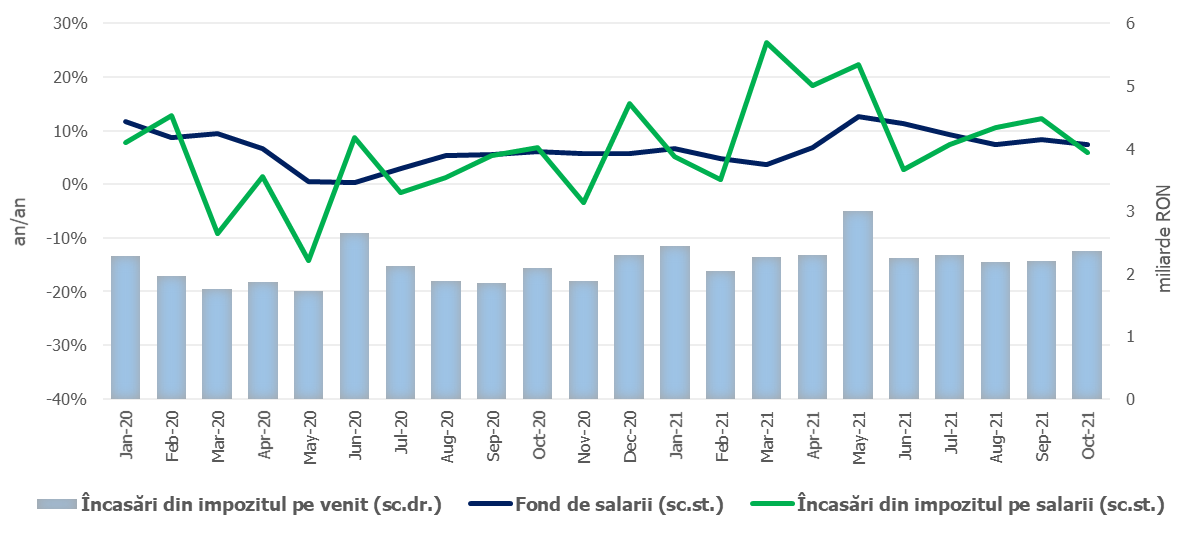 30%
20%
10%
0%
-10%
-20%
-30%
-40%
an/an
6
5
4
3
2
1
0
miliarde RON
Jan-20
Feb-20
Mar-20
Apr-20
May-20
Jun-20
Jul-20
Aug-20
Sep-20
Oct-20
Nov-20
Dec-20
Jan-21
Feb-21
Mar-21
Apr-21
May-21
Jun-21
Jul-21
Aug-21
Sep-21
Oct-21
Încasări din impozitul pe venit (sc.dr.) Fond de salarii (sc.st.) Încasări din impozitul pe salarii (sc.st.)